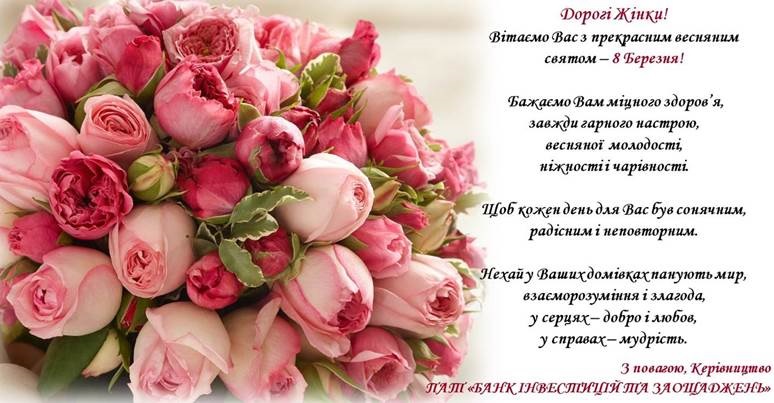 Дорогі Жінки!
Вітаємо Вас з прекрасним весняним
святом – 8 Березня!
Бажаємо Вам міцного здоров’я,
завжди гарного настрою,
весняної молодості,
ніжності і чарівності.
Щоб кожен день для Вас був сонячним,
радісним і неповторним.
Нехай у Ваших домівках панують мир,
взаєморозуміння і злагода,
у серцях – добро і любов,
у справах – мудрість.
З повагою, Керівництво
ПАТ «БАНК ІНВЕСТИЦІЙ ТА ЗАОЩАДЖЕНЬ»